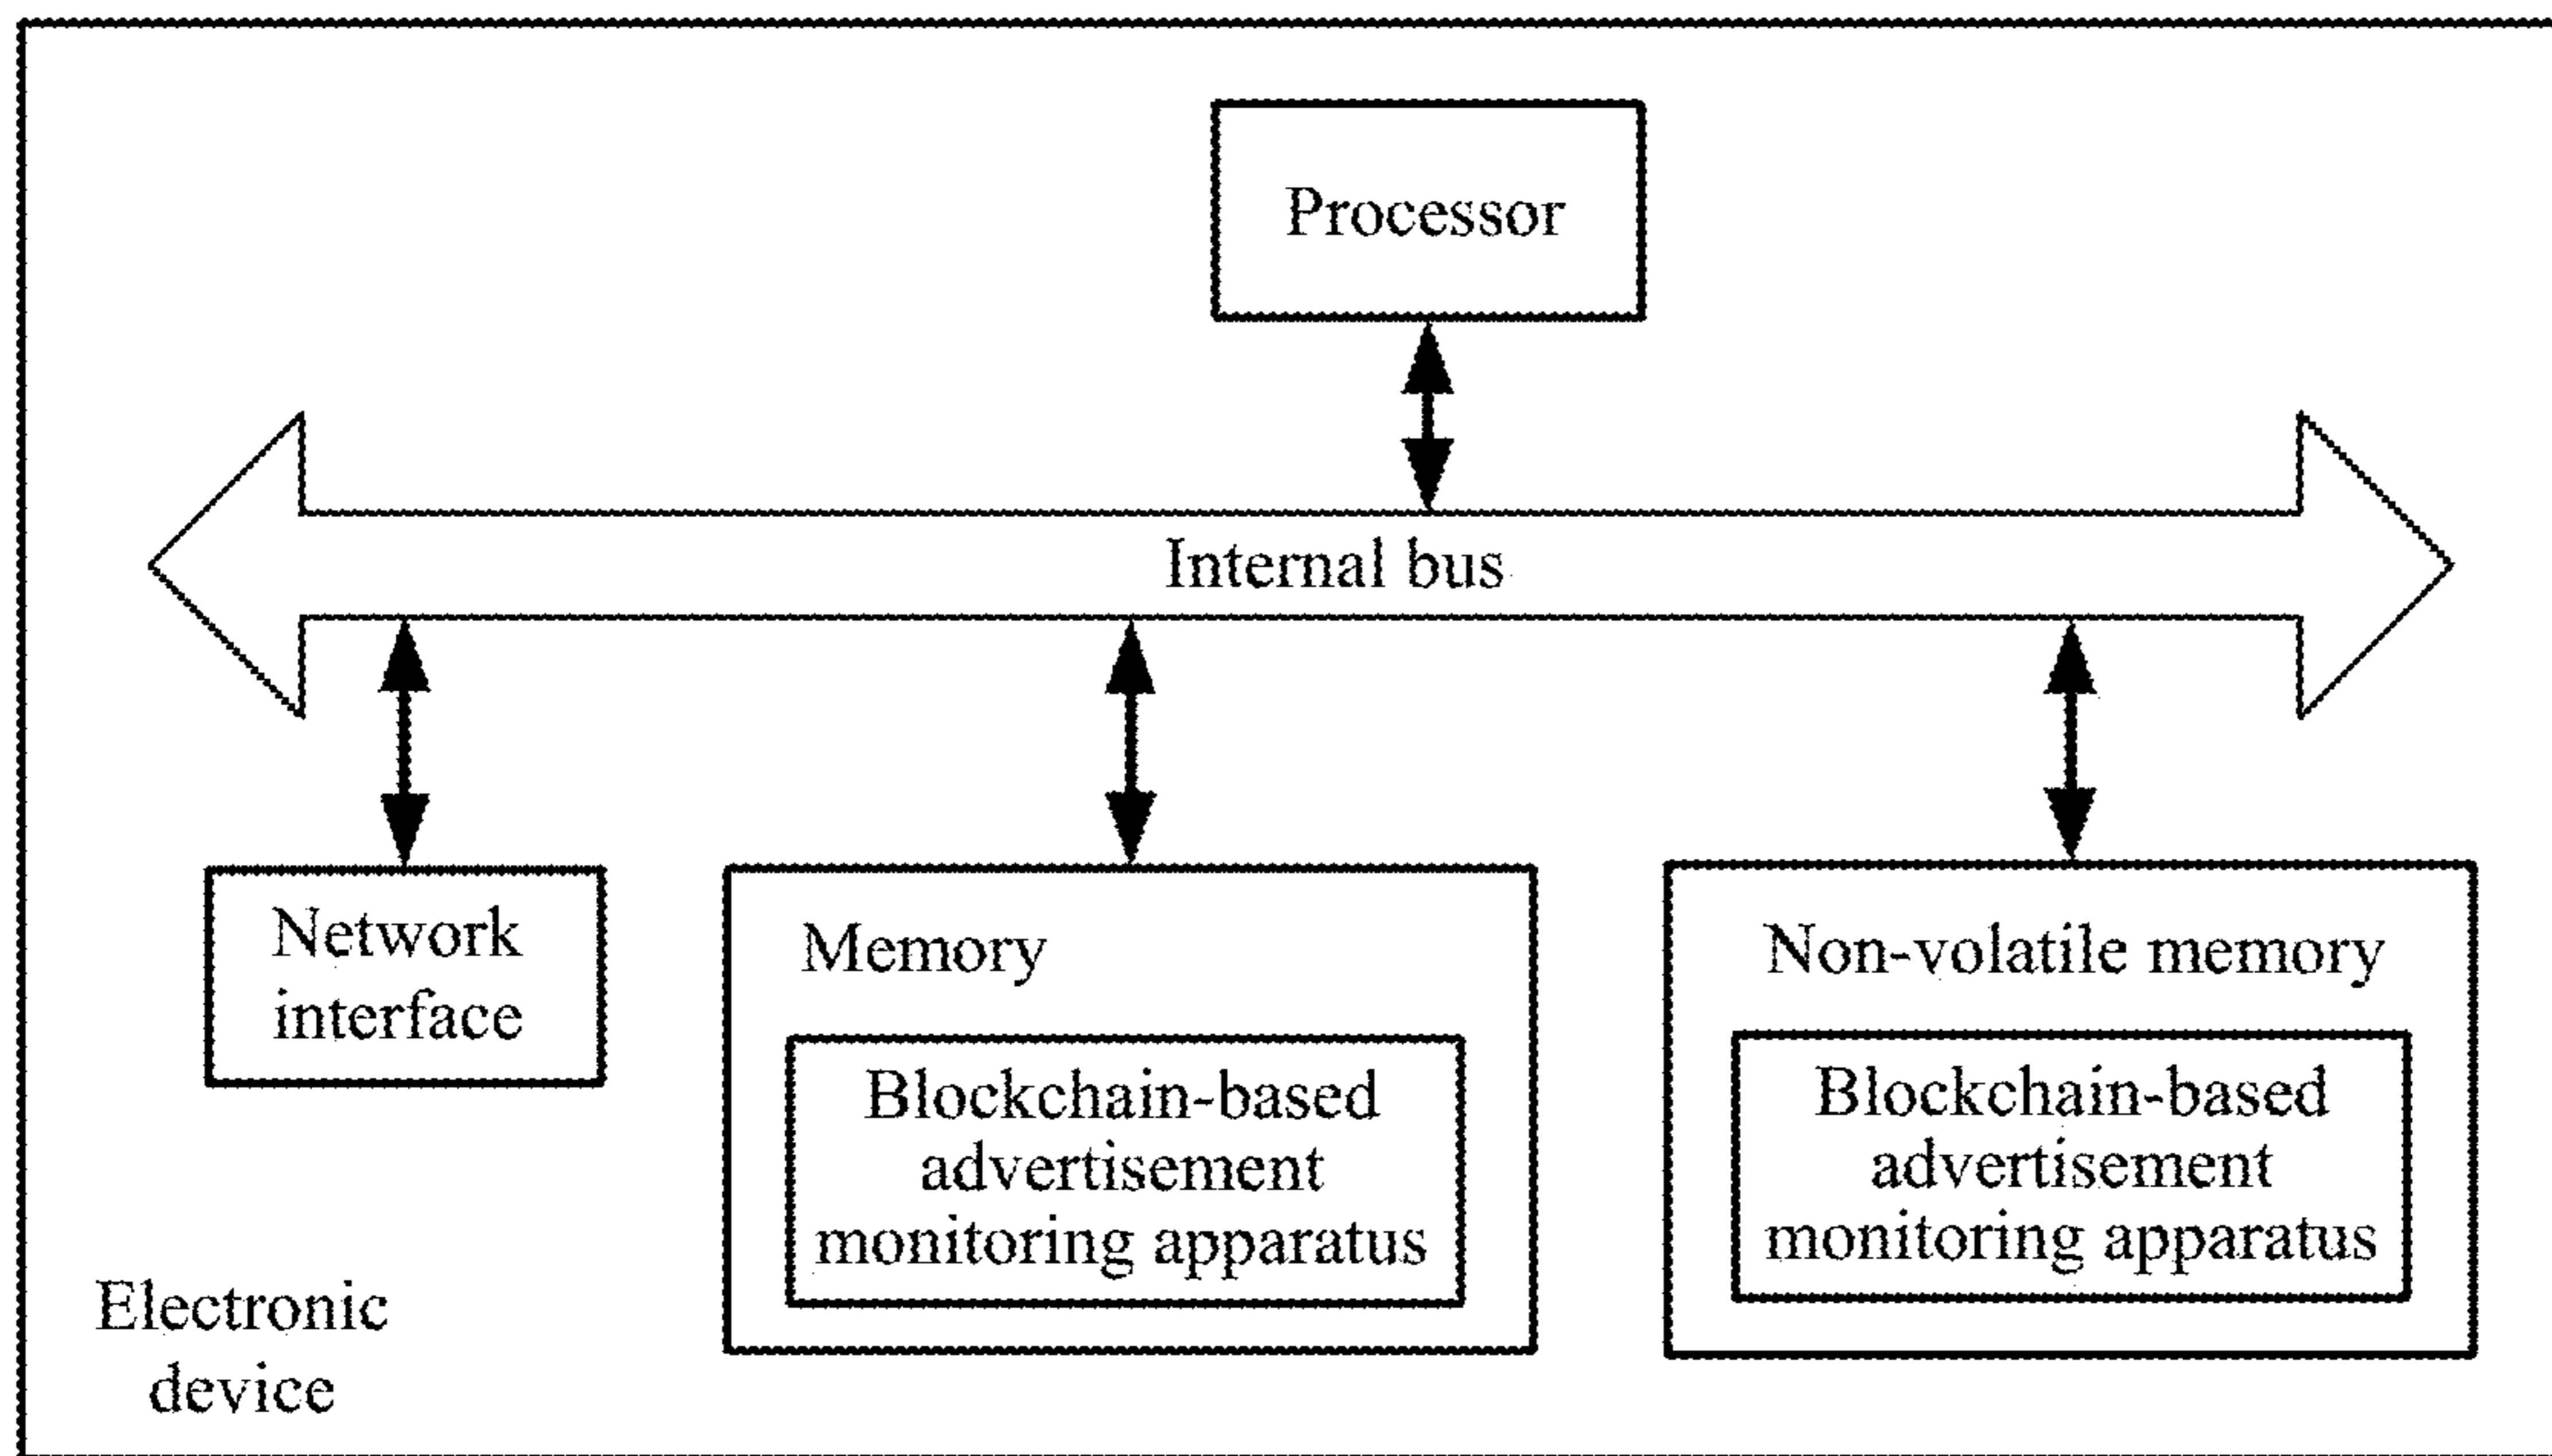 Processor
Internal bus
Network
interface
Memory
Blockchain-based
advertisement
monitoring apparatus
Non-volatile memory
Blockchain-based
advertisement
monitoring apparatus
Electronic
device